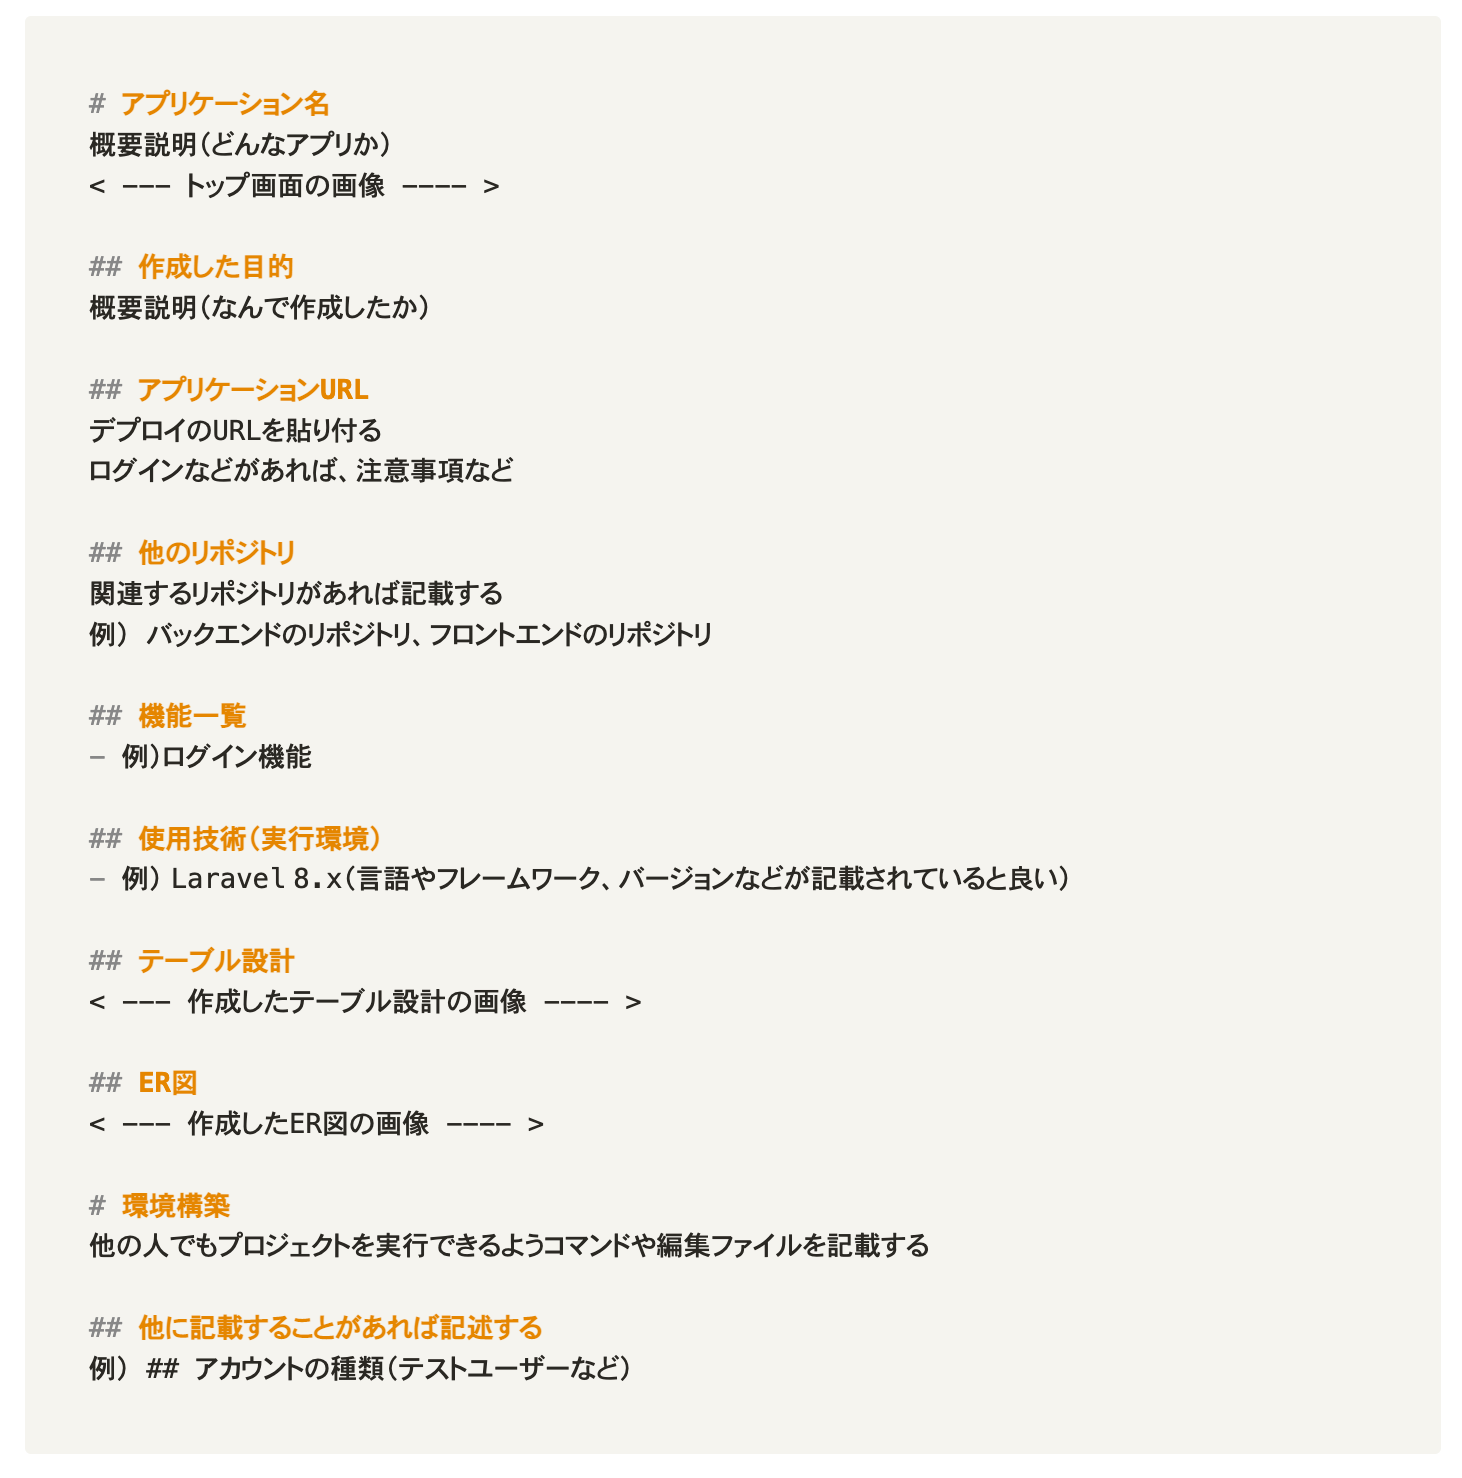 # アプリケーション名
概要説明（どんなアプリか）
< --- トップ画面の画像 ---- >
## 作成した目的
概要説明（なんで作成したか）
## アプリケーションURL
デプロイのURLを貼り付る
ログインなどがあれば、注意事項など
## 他のリポジトリ
関連するリポジトリがあれば記載する
例） バックエンドのリポジトリ、フロントエンドのリポジトリ
## 機能一覧
- 例）ログイン機能
## 使用技術（実行環境）
- 例）Laravel 8.x（言語やフレームワーク、バージョンなどが記載されていると良い）
## テーブル設計
< --- 作成したテーブル設計の画像 ---- >
## ER図
< --- 作成したER図の画像 ---- >
# 環境構築
他の人でもプロジェクトを実行できるようコマンドや編集ファイルを記載する
## 他に記載することがあれば記述する
例） ## アカウントの種類（テストユーザーなど）